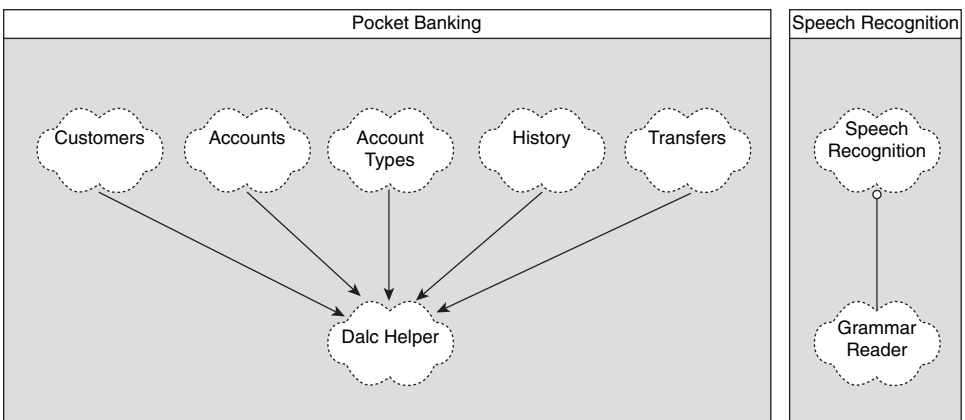 Pocket Banking
Speech Recognition
Customers
Accounts
Account
Types
History
Transfers
Speech
Recognition
Dalc Helper
Grammar
Reader